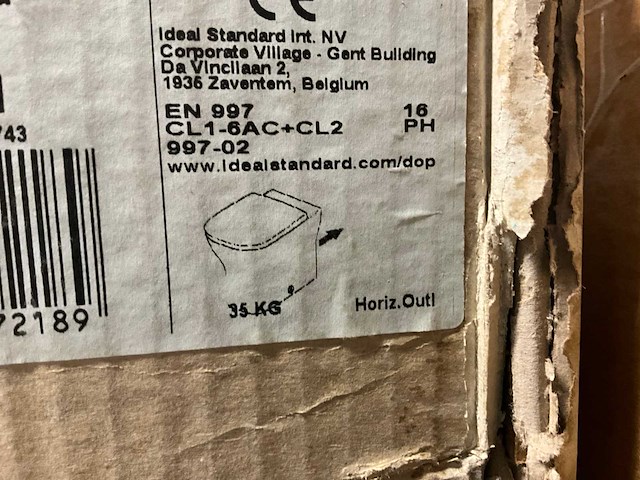 CE
Ideal Standard Int. NV
Corporate Village - Gent Building
Da Vincilaan 2,
1935 Zaventem, Belgium
EN 997 16
CL1-6AC+CL2 PH
997-02
www.idealstandard.com/dop
743
72189
35 KG
Horiz.Outl